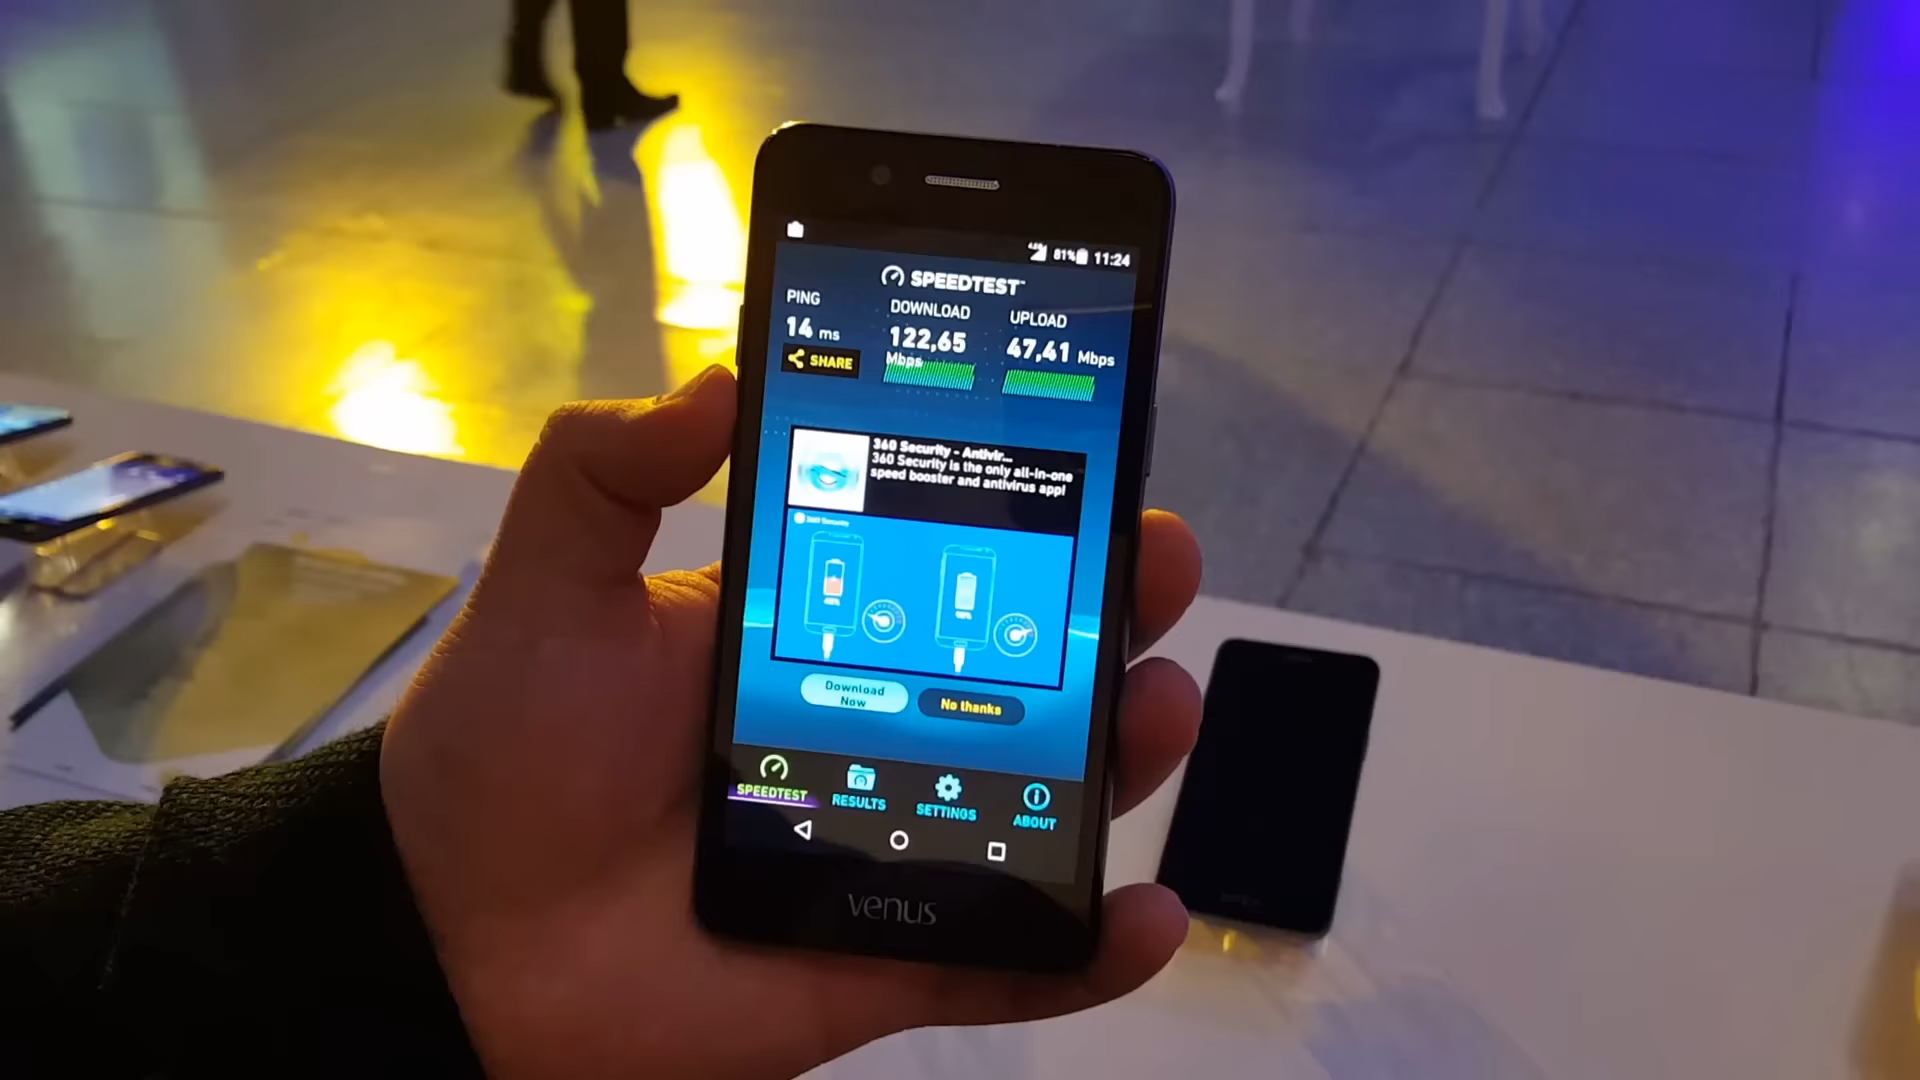 81% 11:24
SPEEDTEST
PING
14 ms
SHARE
DOWNLOAD
122,65
Mbps
UPLOAD
47,41 Mbps
360 Security - Antivir...
360 Security is the only all-in-one
speed booster and antivirus app!
360 Security
Download
Now
No thanks
SPEEDTEST
RESULTS
SETTINGS
ABOUT
venus